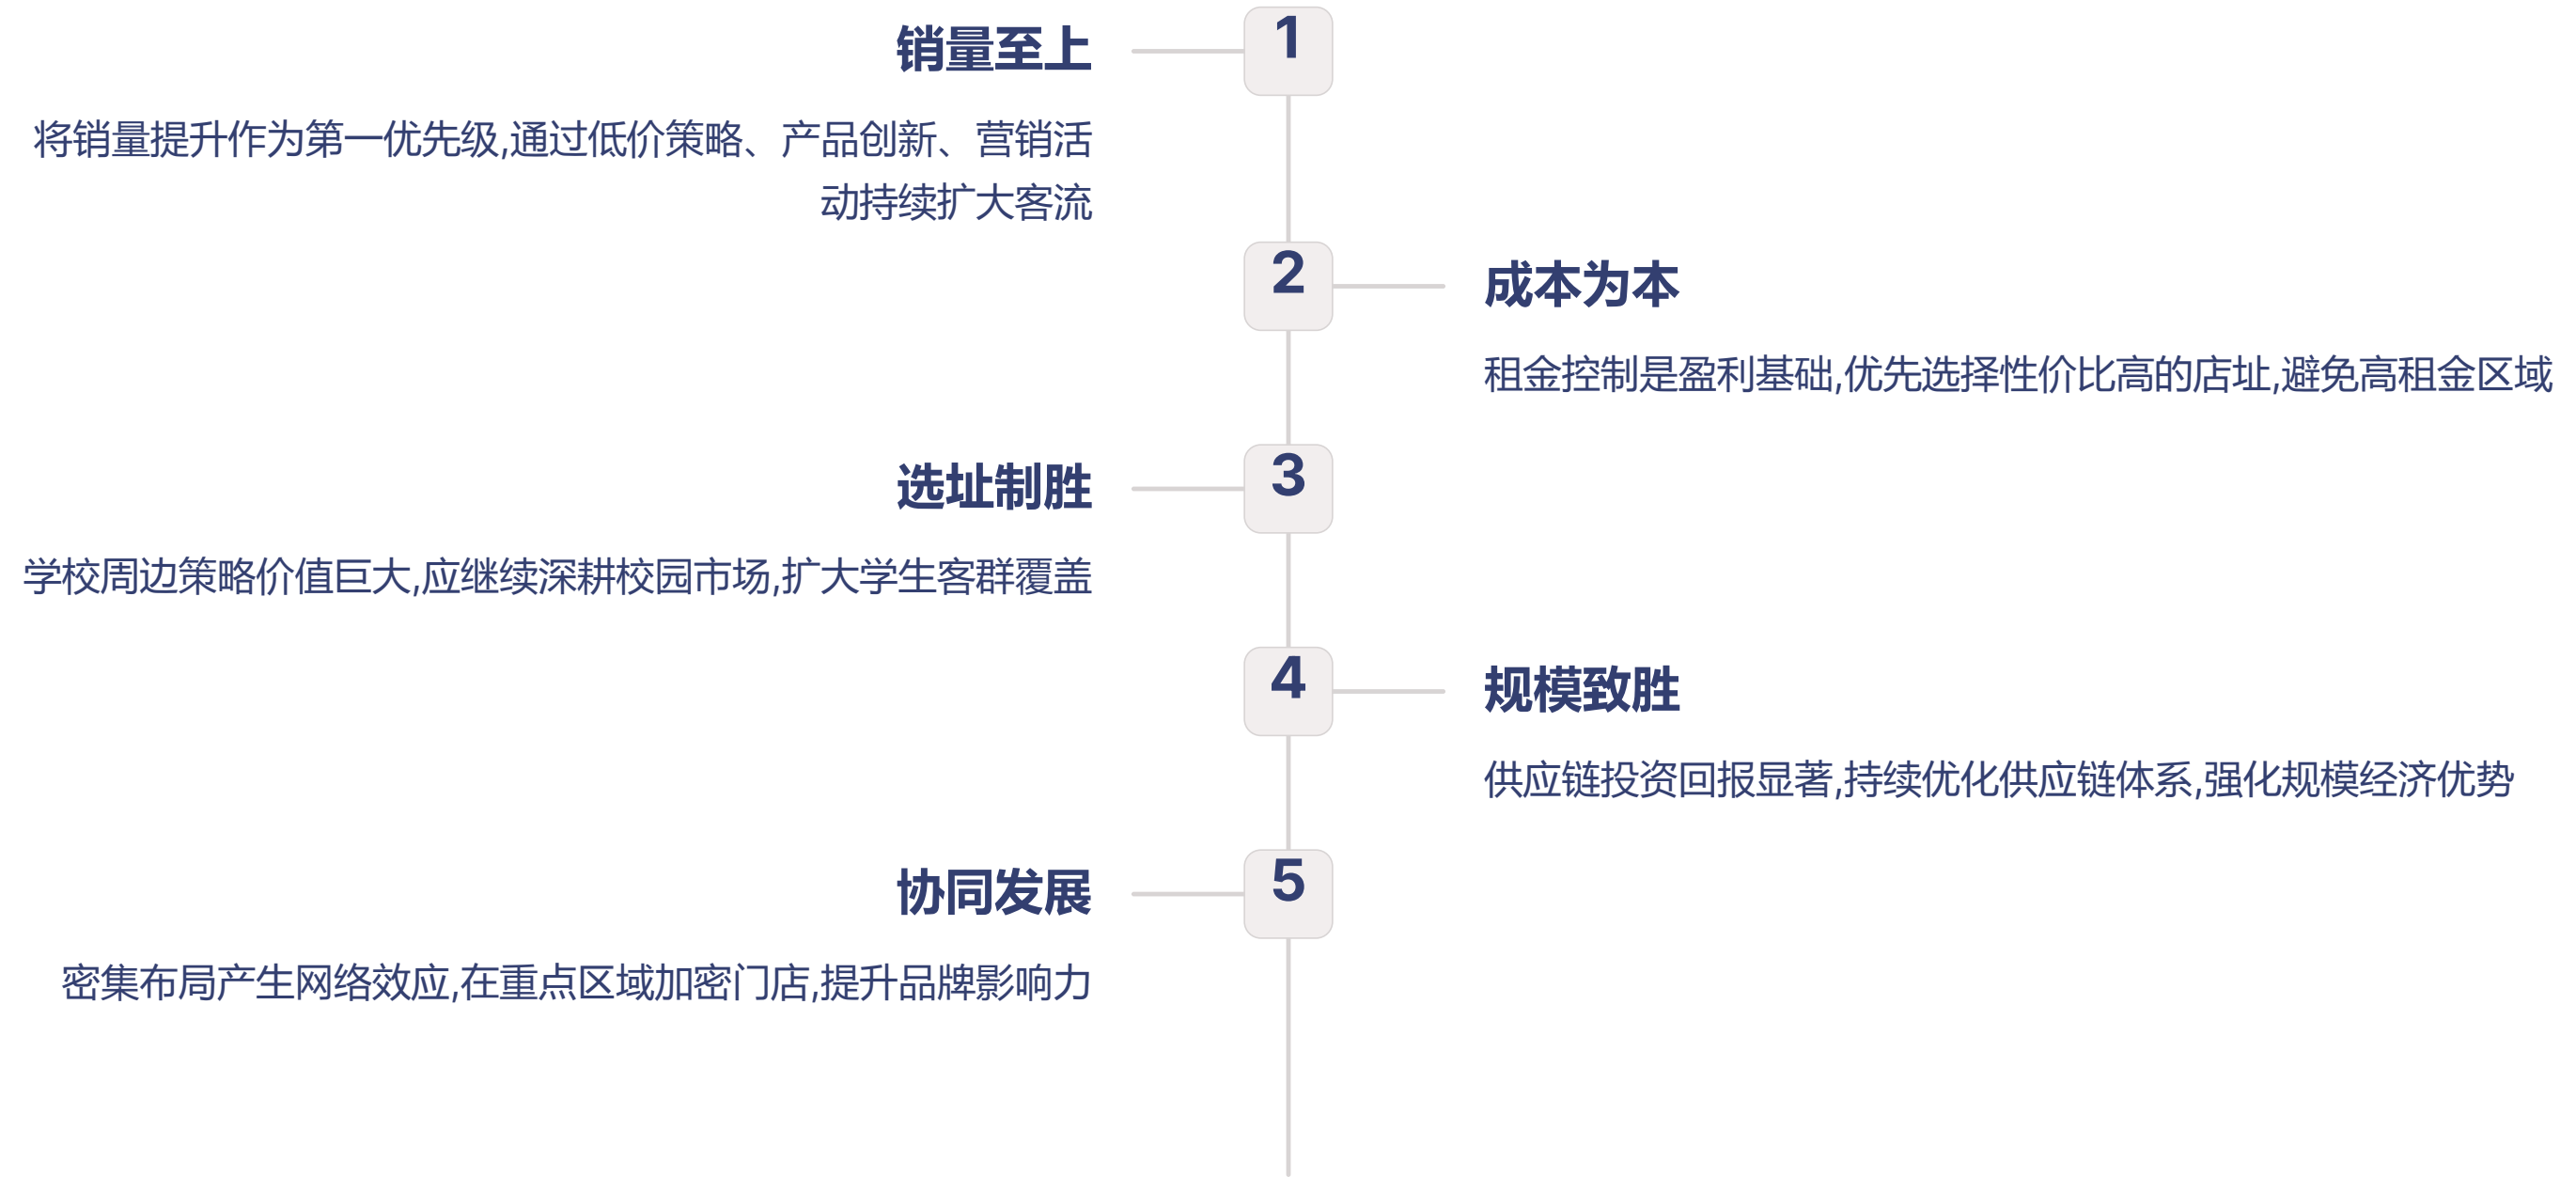 1
销量至上
将销量提升作为第一优先级,通过低价策略、产品创新、营销活
动持续扩大客流
2
成本为本
租金控制是盈利基础,优先选择性价比高的店址,避免高租金区域
3
选址制胜
学校周边策略价值巨大,应继续深耕校园市场,扩大学生客群覆盖
4
规模致胜
供应链投资回报显著,持续优化供应链体系,强化规模经济优势
5
协同发展
密集布局产生网络效应,在重点区域加密门店,提升品牌影响力